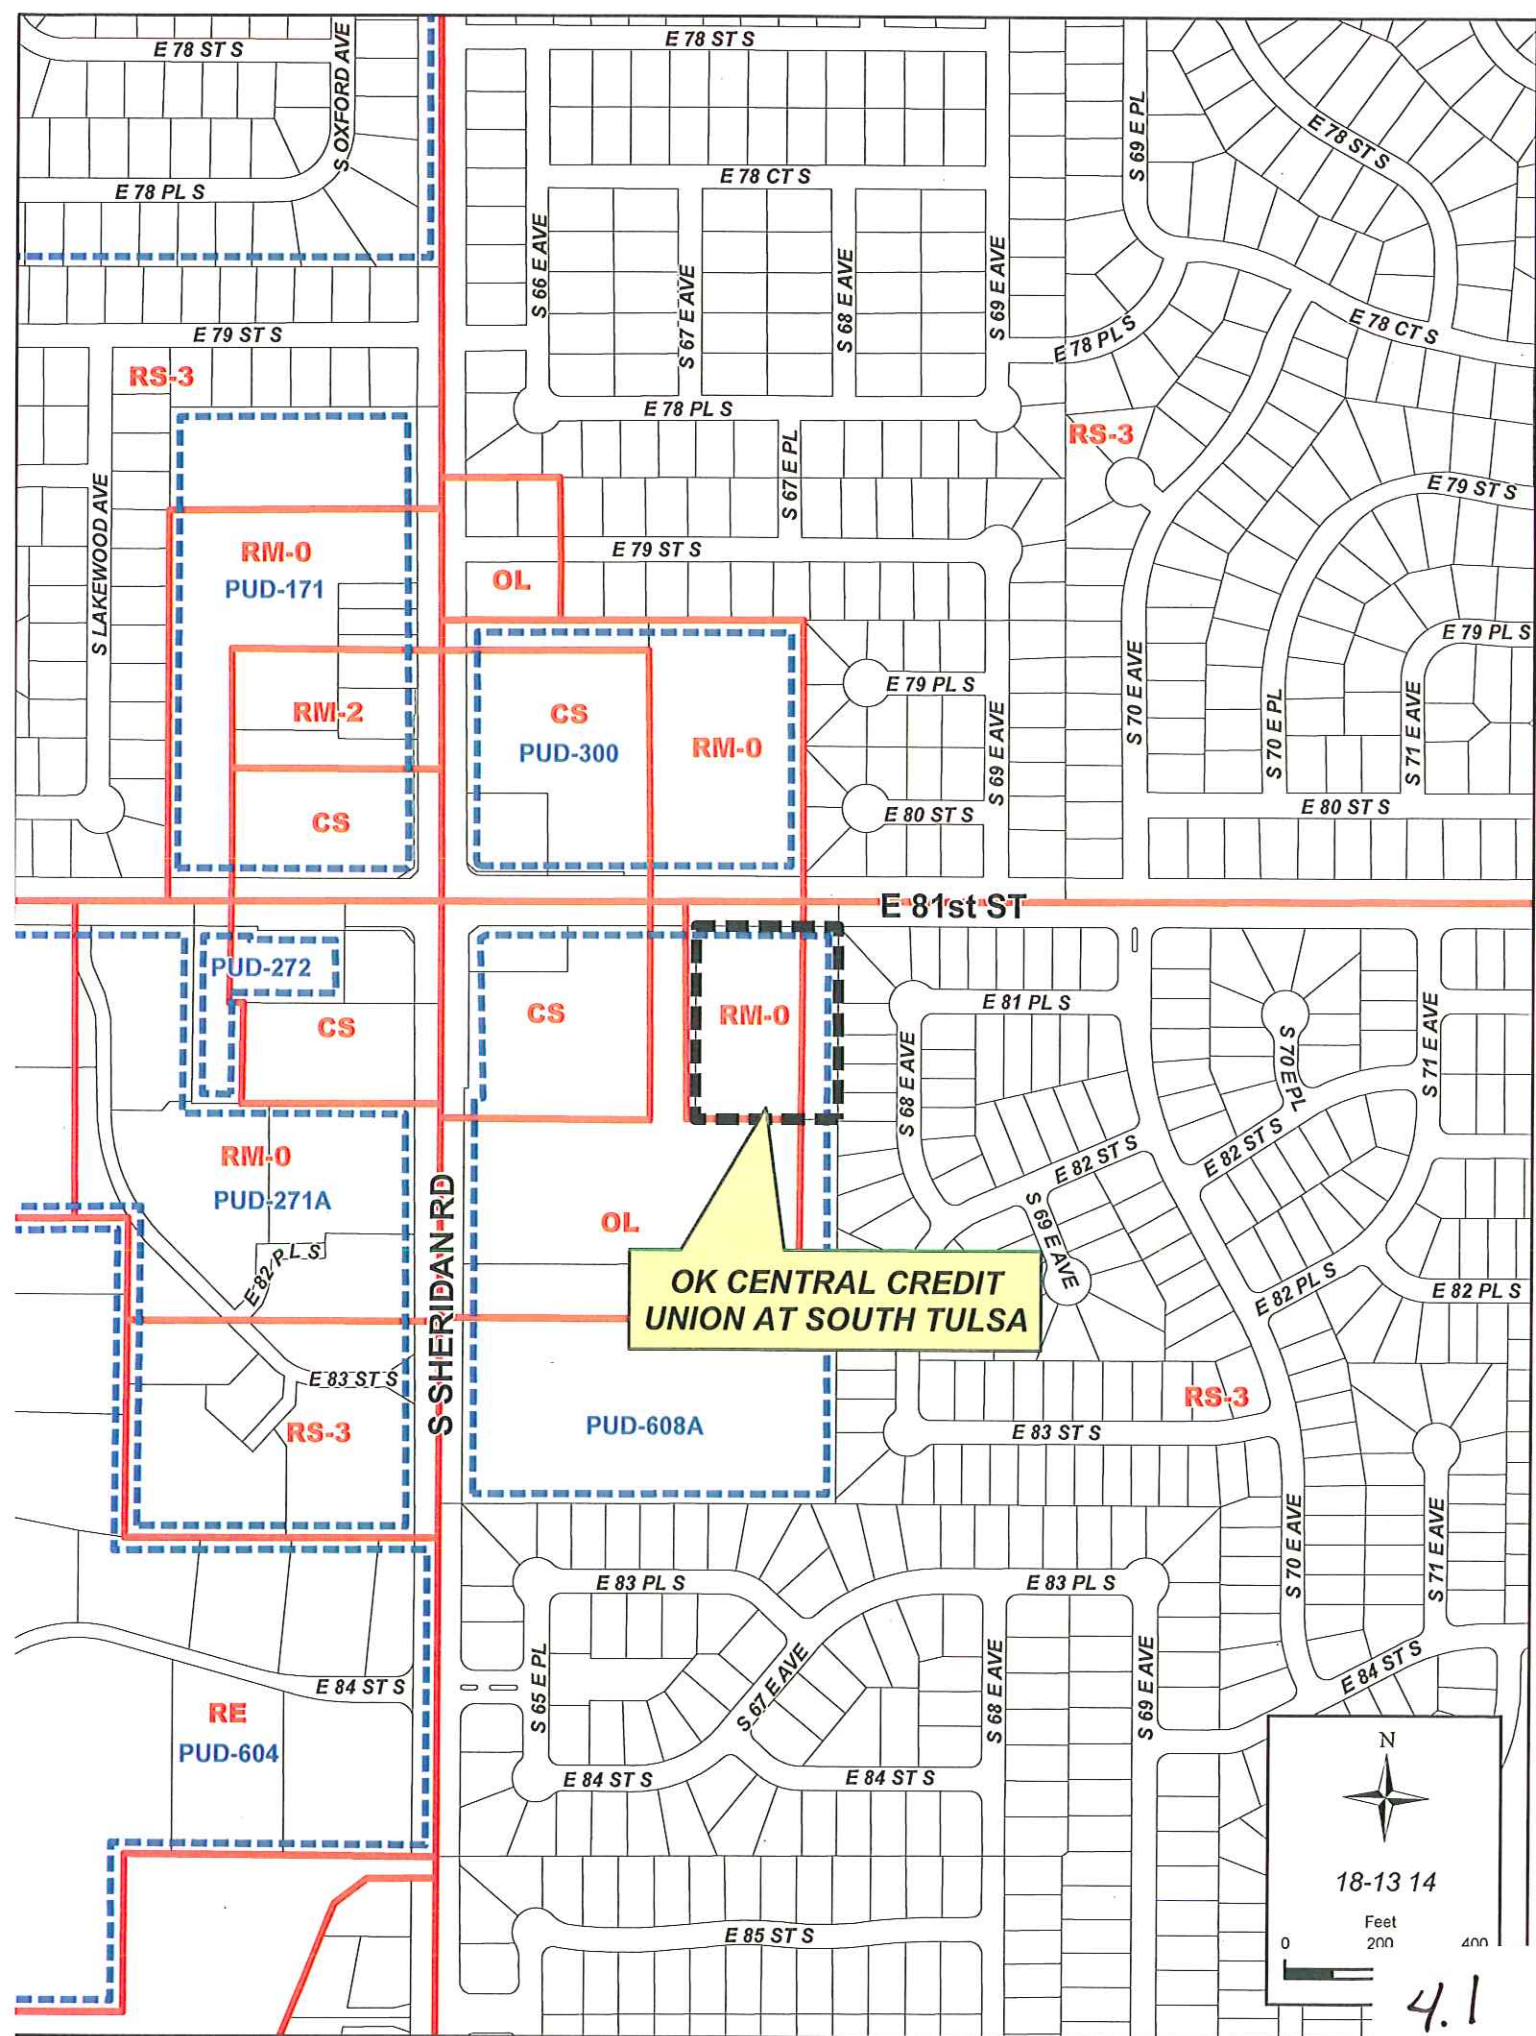 E 78 ST S
S OXFORD AVE
E 78 PL S
E 78 ST S
E 78 CT S
S 69 E PL
E 78 ST S
S 66 E AVE
S 67 E AVE
S 68 E AVE
S 69 E AVE
E 78 PL S
E 78 CT S
E 79 ST S
RS-3
E 78 PL S
S 67 E PL
RS-3
E 79 ST S
S LAKEWOOD AVE
RM-0
PUD-171
OL
E 79 ST S
E 79 PL S
RM-2
CS
PUD-300
RM-0
E 79 PL S
S 69 E AVE
S 70 E AVE
S 70 E PL
S 71 E AVE
CS
E 80 ST S
E 80 ST S
E 81st ST
PUD-272
CS
CS
RM-0
E 81 PL S
S 68 E AVE
S 70 E PL
S 71 E AVE
RM-0
PUD-271A
E 82 PL S
S SHERIDAN RD
OL
E 82 ST S
E 82 ST S
S 69 E AVE
E 82 PL S
E 82 PL S
OK CENTRAL CREDIT
UNION AT SOUTH TULSA
E 83 ST S
RS-3
PUD-608A
RS-3
E 83 ST S
S 70 E AVE
S 71 E AVE
E 83 PL S
E 83 PL S
S 65 E PL
S 67 E AVE
S 68 E AVE
S 69 E AVE
E 84 ST S
E 84 ST S
RE
PUD-604
E 84 ST S
E 84 ST S
E 85 ST S
N
18-13 14
Feet
0 200 400
4.1